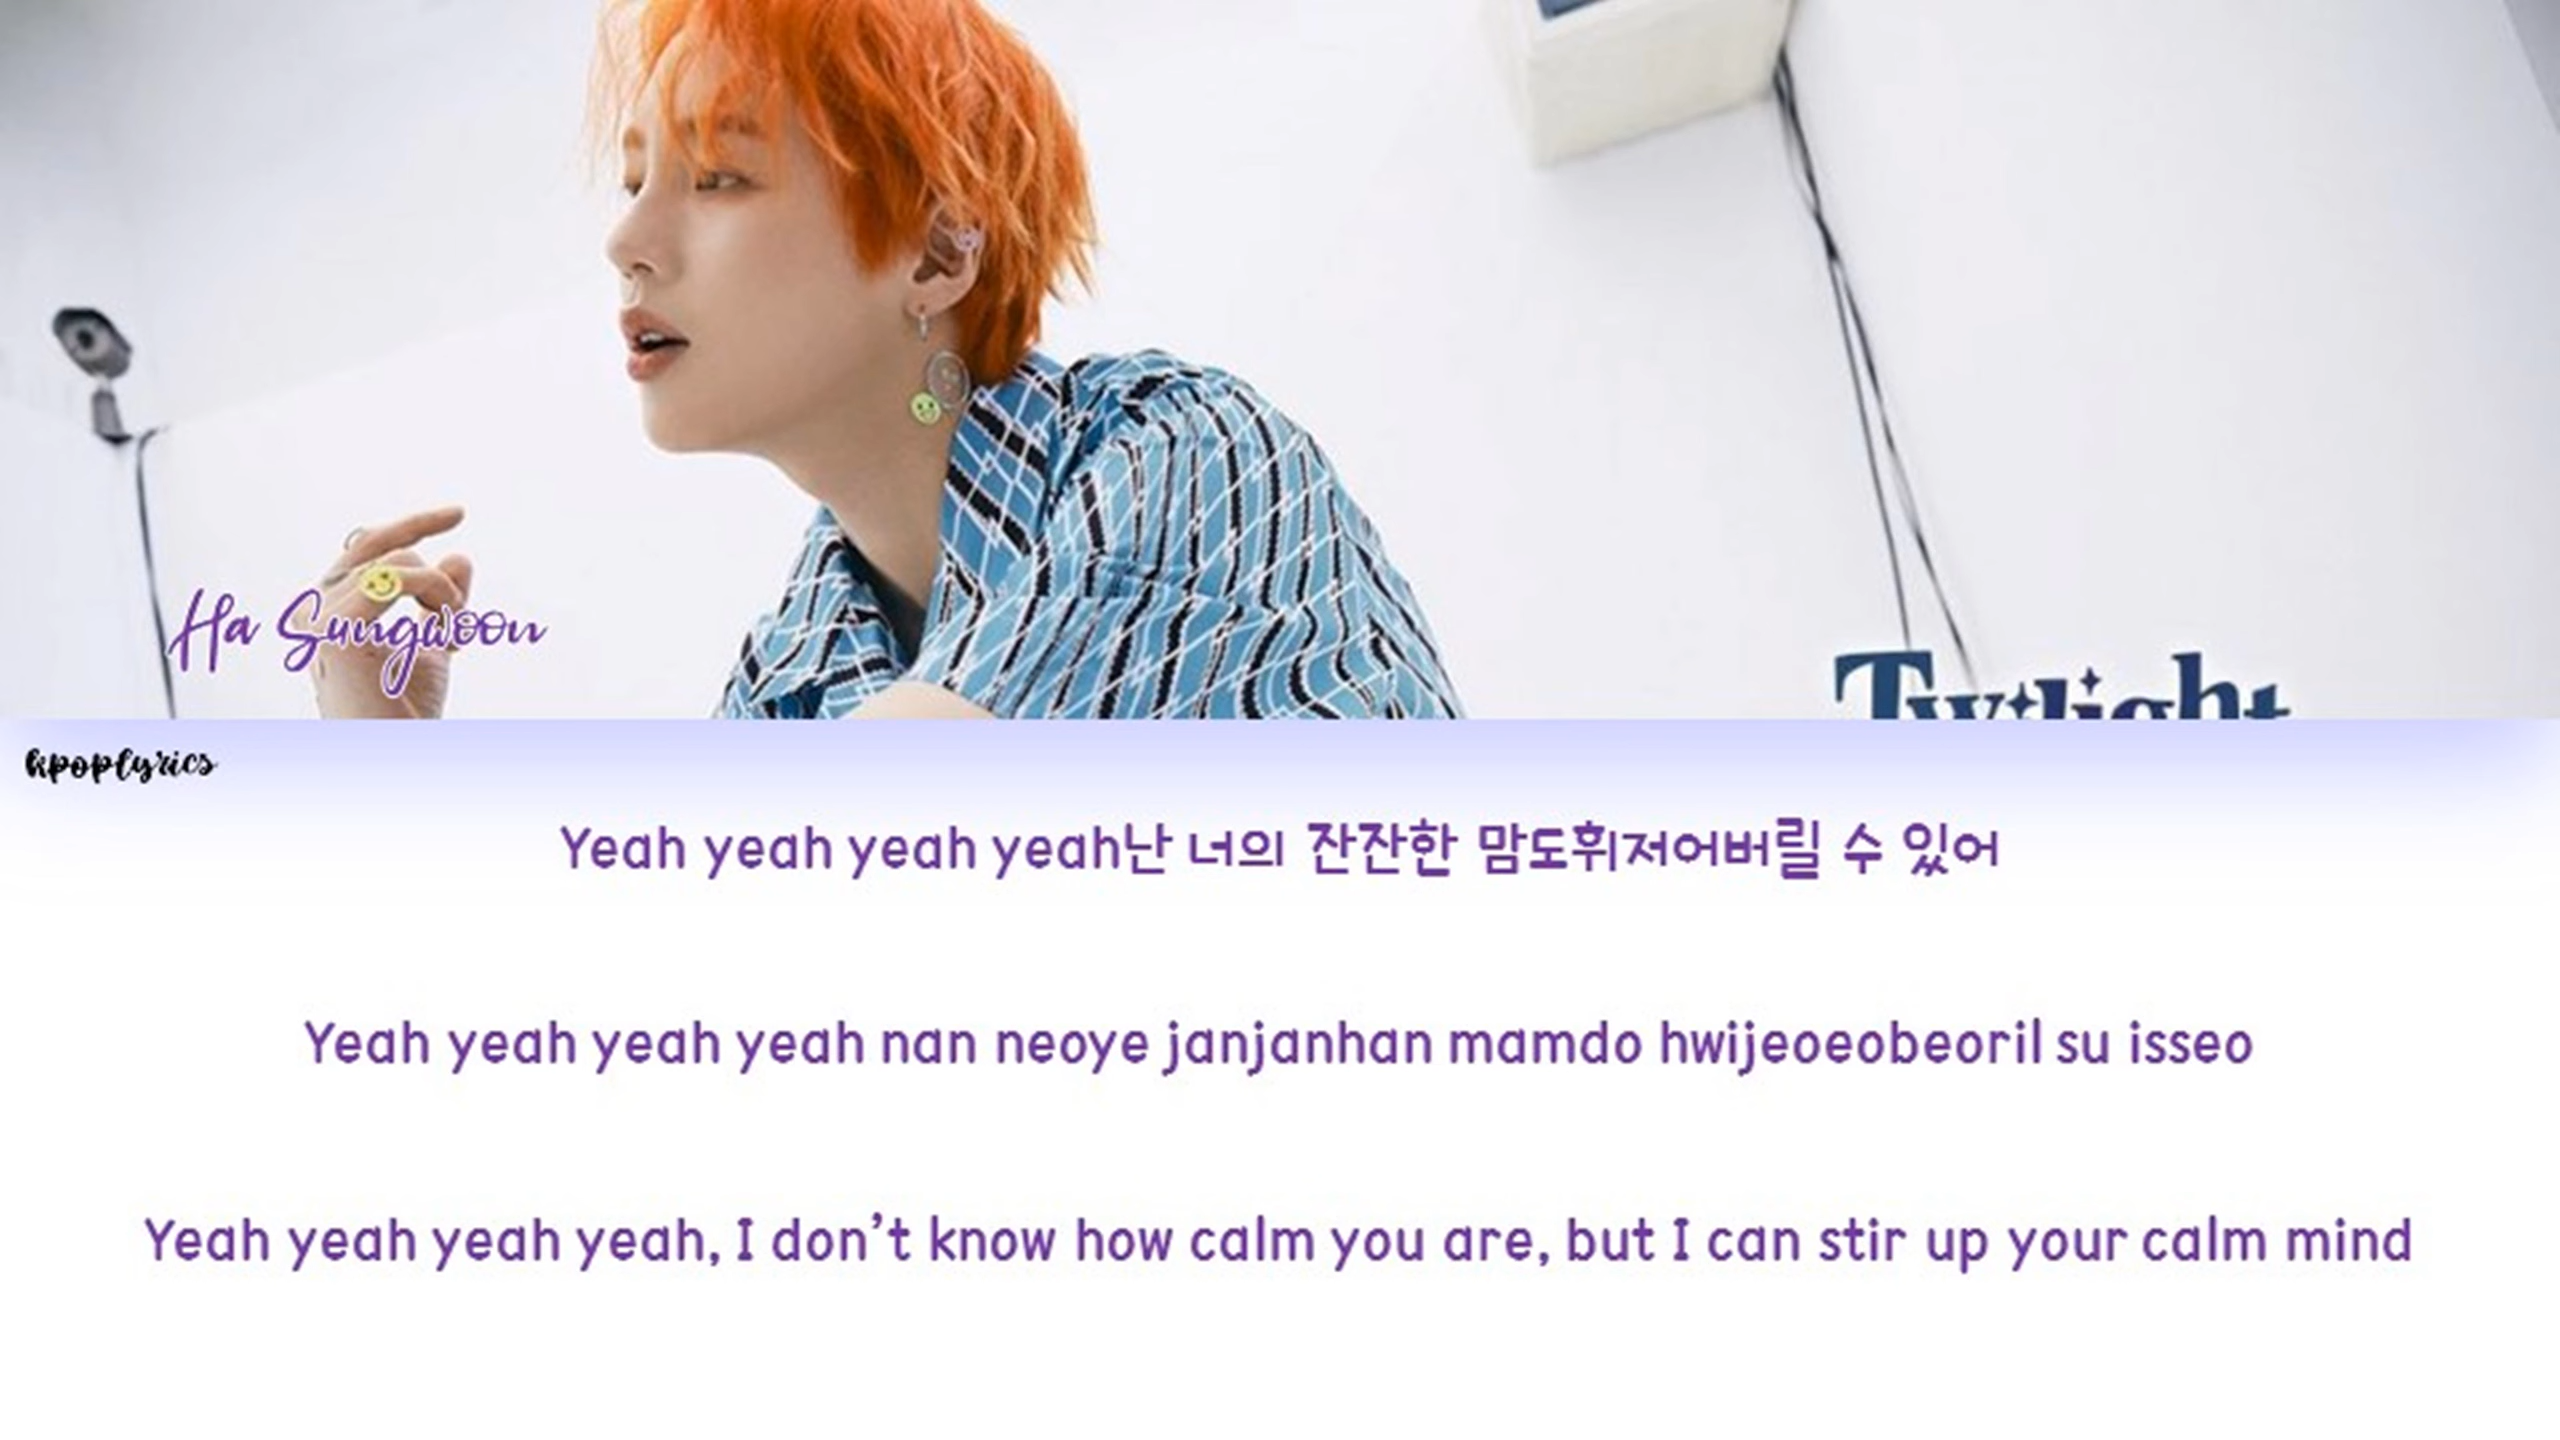 Ha Sungwoon
Twilight
kpoplyrics
Yeah yeah yeah yeah난 너의 잔잔한 맘도휘저어버릴 수 있어
Yeah yeah yeah yeah nan neoye janjanhan mamdo hwijeoeobeoril su isseo
Yeah yeah yeah yeah, I don't know how calm you are, but I can stir up your calm mind